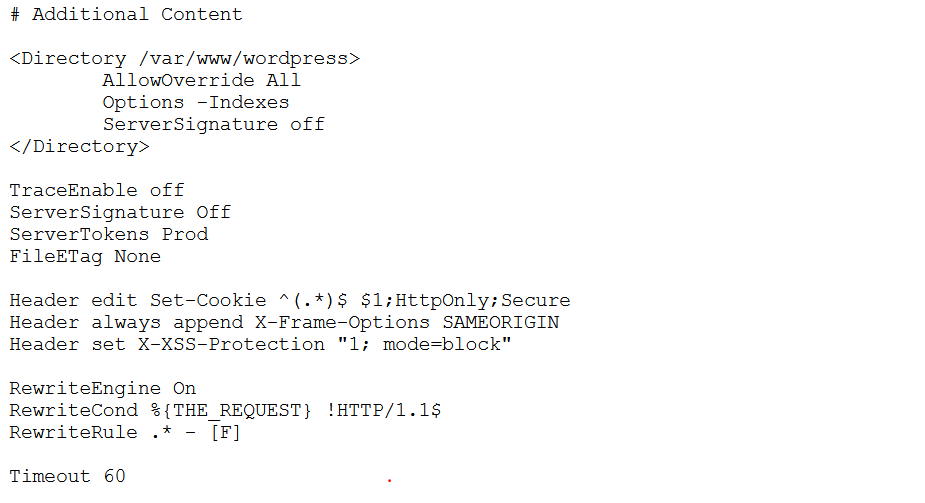 # Additional Content
<Directory /var/www/wordpress>
AllowOverride All
Options -Indexes
ServerSignature off
</Directory>
TraceEnable off
ServerSignature Off
ServerTokens Prod
FileETag None
Header edit Set-Cookie ^(.*)$ $1;HttpOnly;Secure
Header always append X-Frame-Options SAMEORIGIN
Header set X-XSS-Protection "1; mode=block"
RewriteEngine On
RewriteCond %{THE_REQUEST} !HTTP/1.1$
RewriteRule .* - [F]
Timeout 60